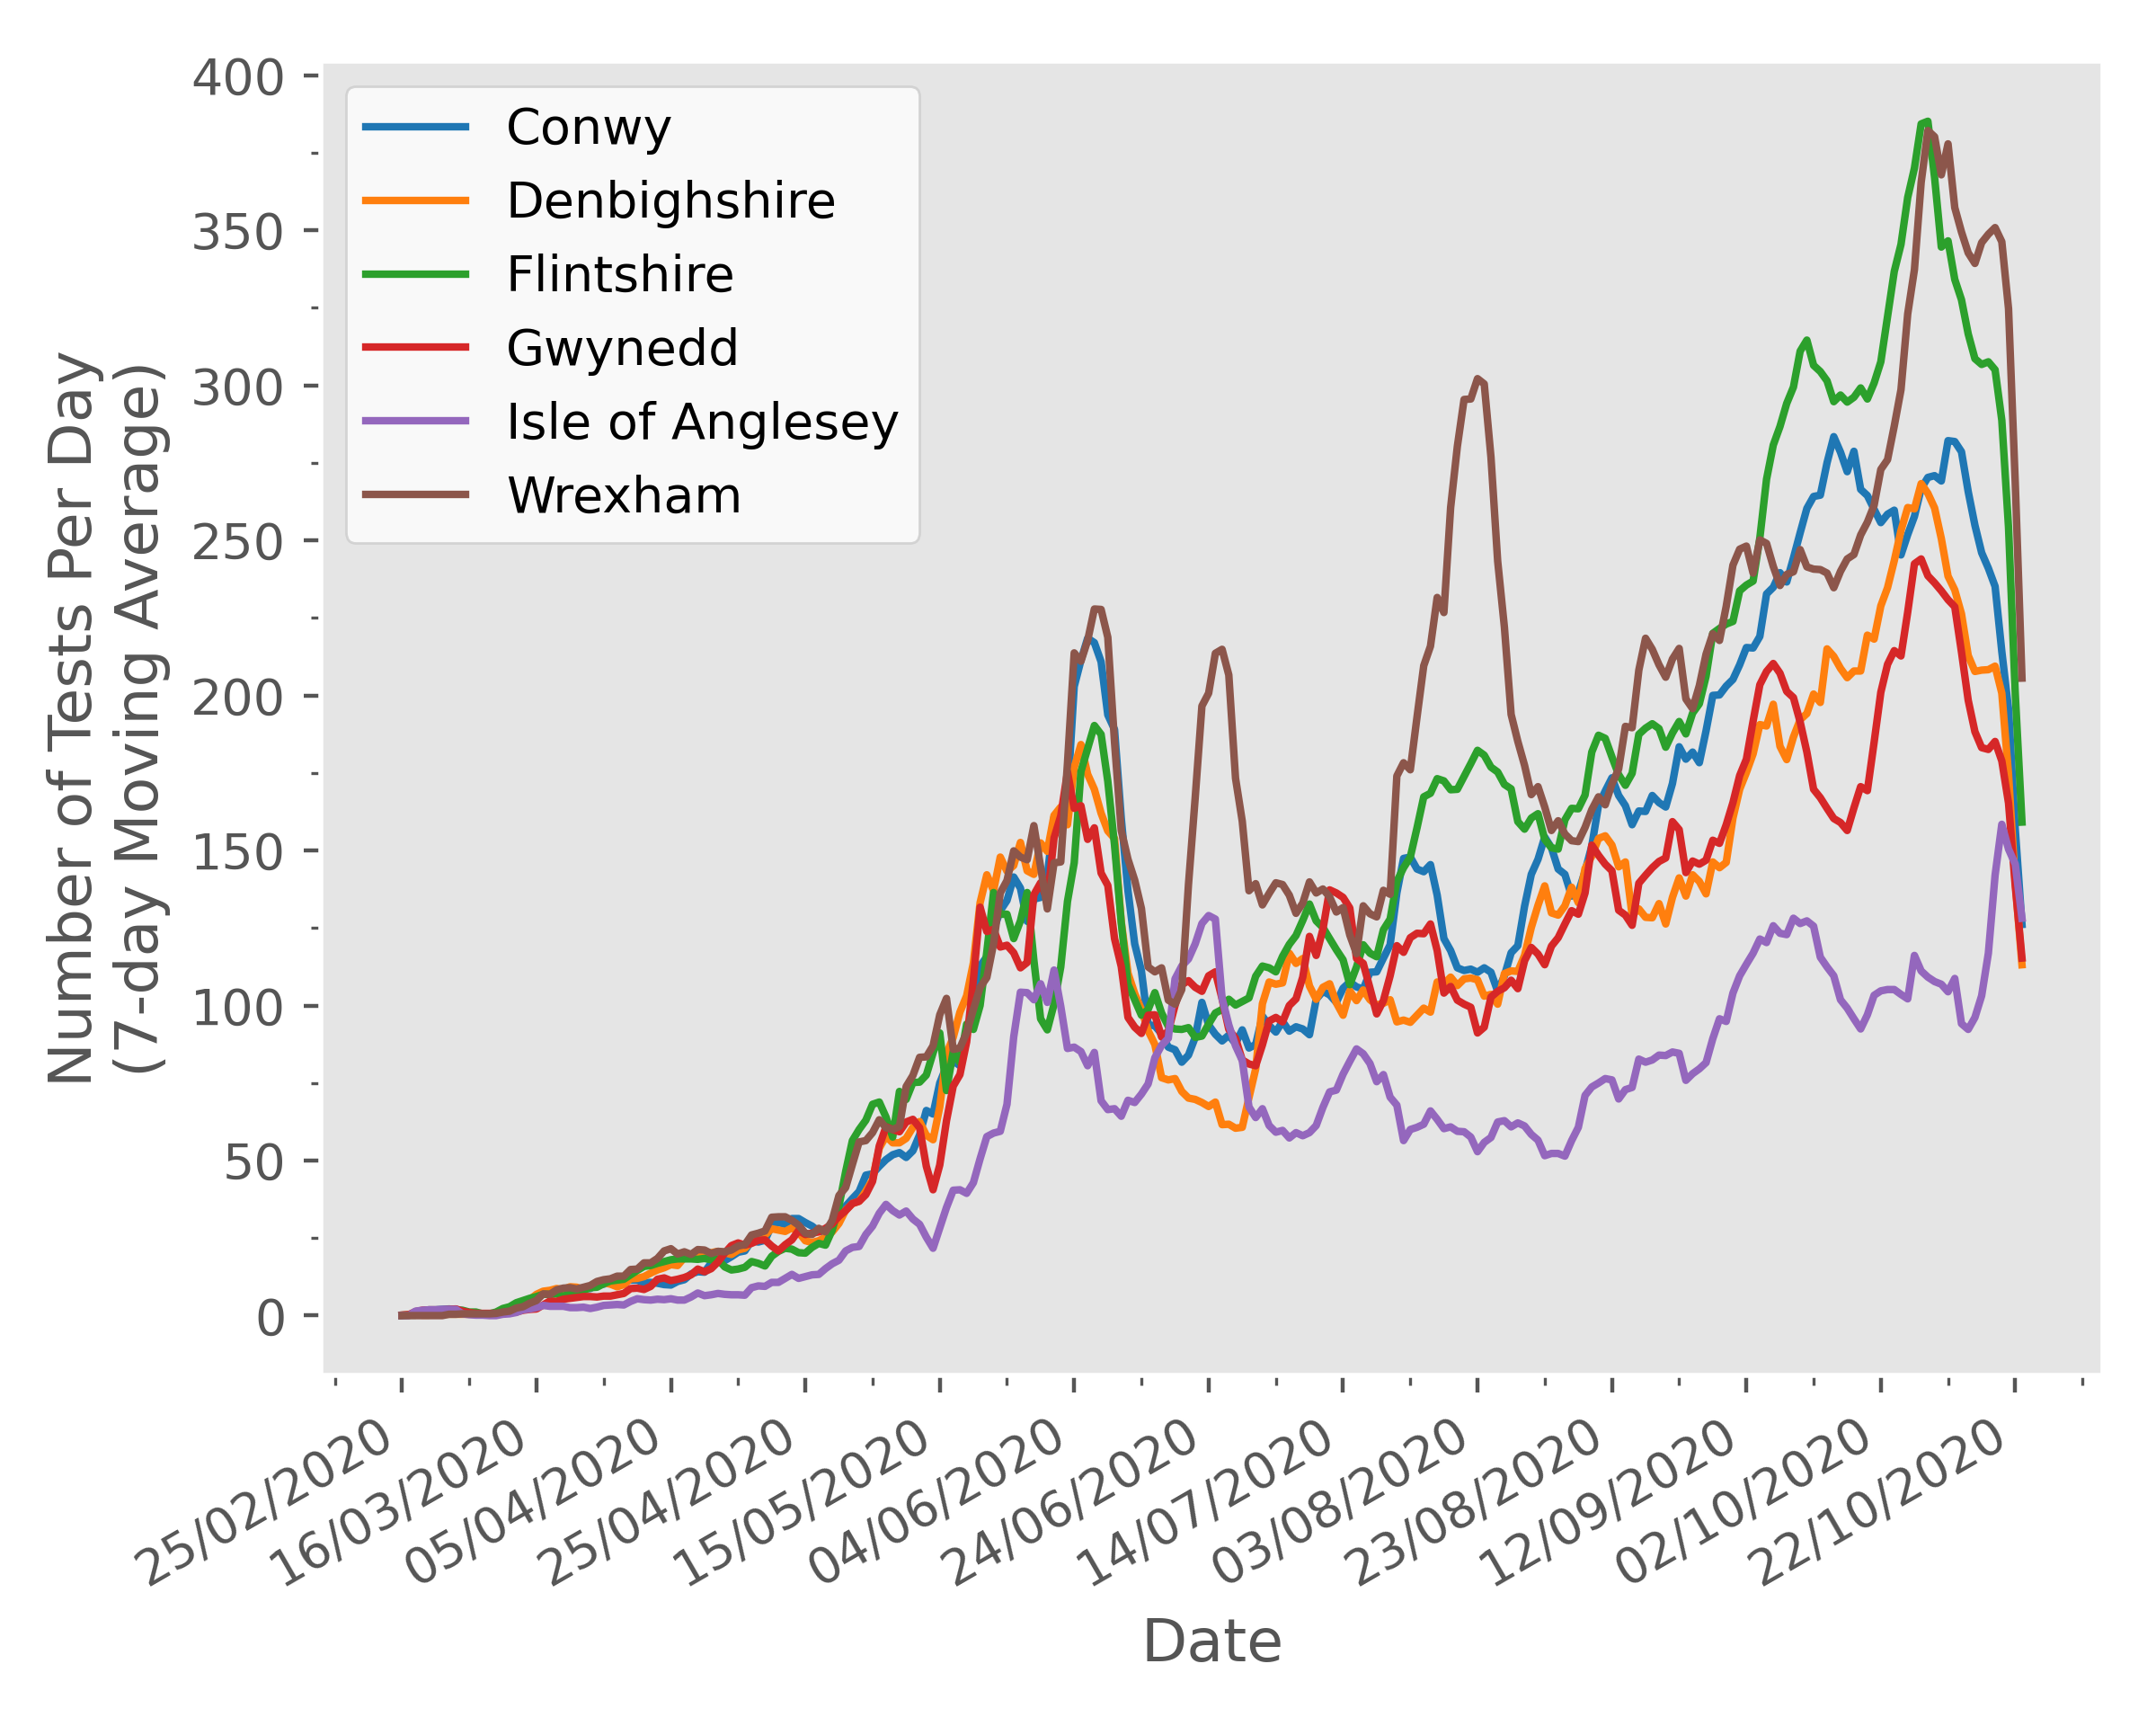 Number of Tests Per Day
(7-day Moving Average)
400
350
300
250
200
150
100
50
0
Conwy
Denbighshire
Flintshire
Gwynedd
Isle of Anglesey
Wrexham
25/02/2020
16/03/2020
05/04/2020
25/04/2020
15/05/2020
04/06/2020
24/06/2020
14/07/2020
03/08/2020
23/08/2020
12/09/2020
02/10/2020
22/10/2020
Date